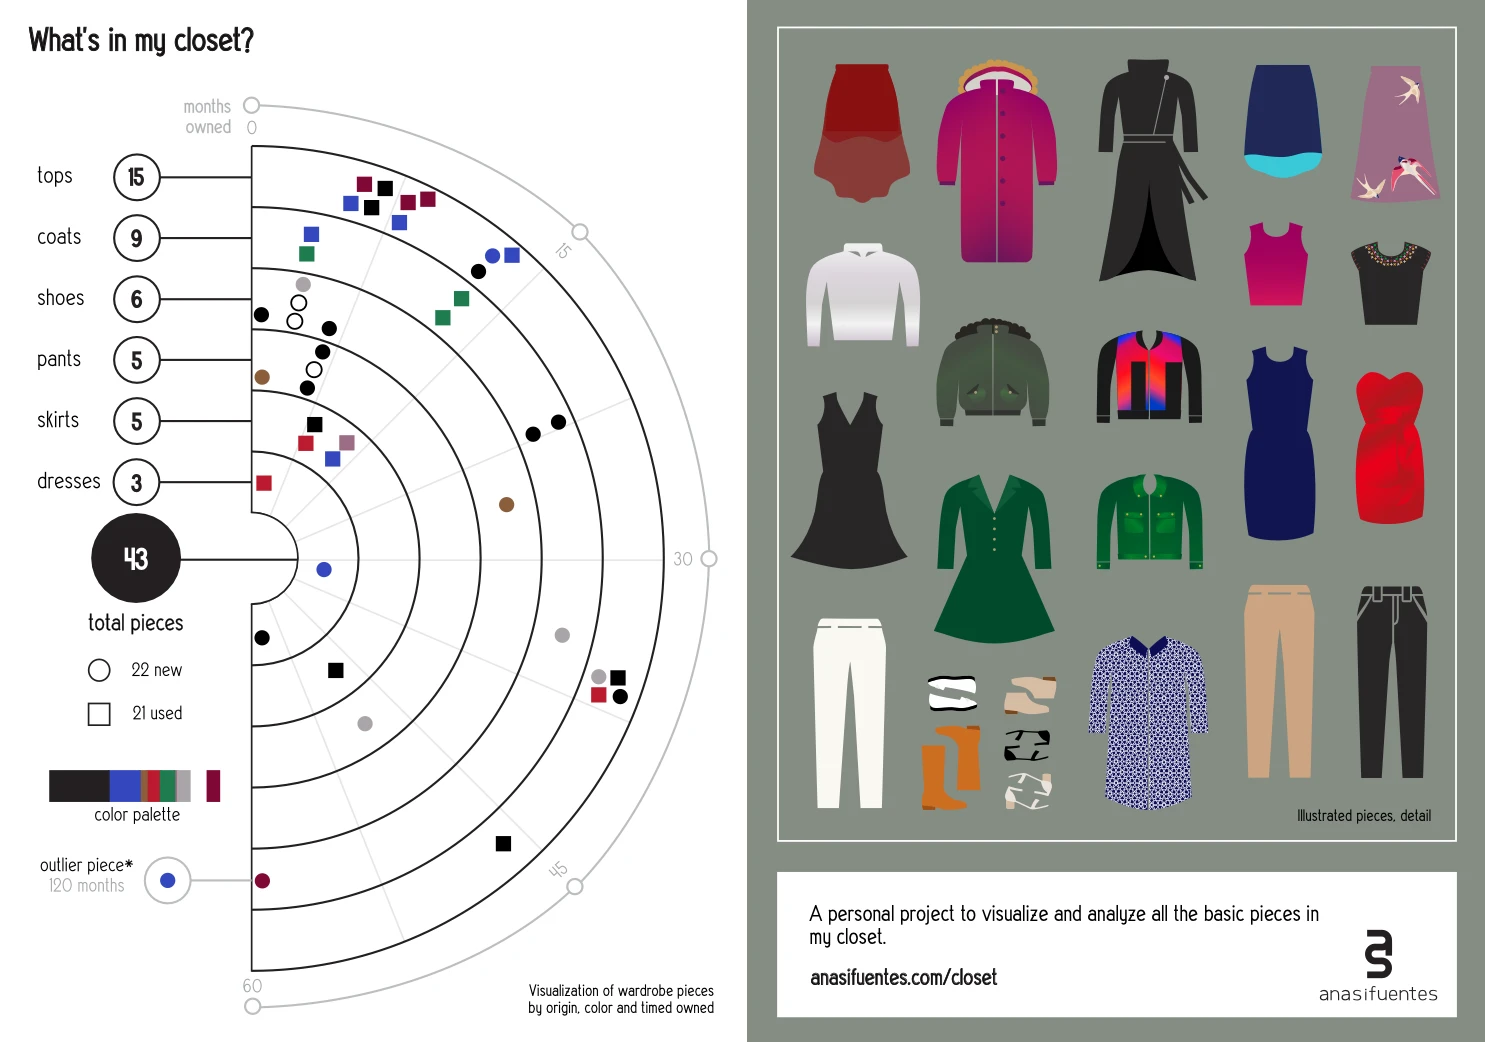 What's in my closet?
months
owned
0
tops
15
coats
9
shoes
6
pants
5
skirts
5
dresses
3
43
total pieces
22 new
21 used
color palette
outlier piece*
120 months
15
30
45
60
Visualization of wardrobe pieces
by origin, color and timed owned
Illustrated pieces, detail
A personal project to visualize and analyze all the basic pieces in
my closet.
anasifuentes.com/closet
anasifuentes